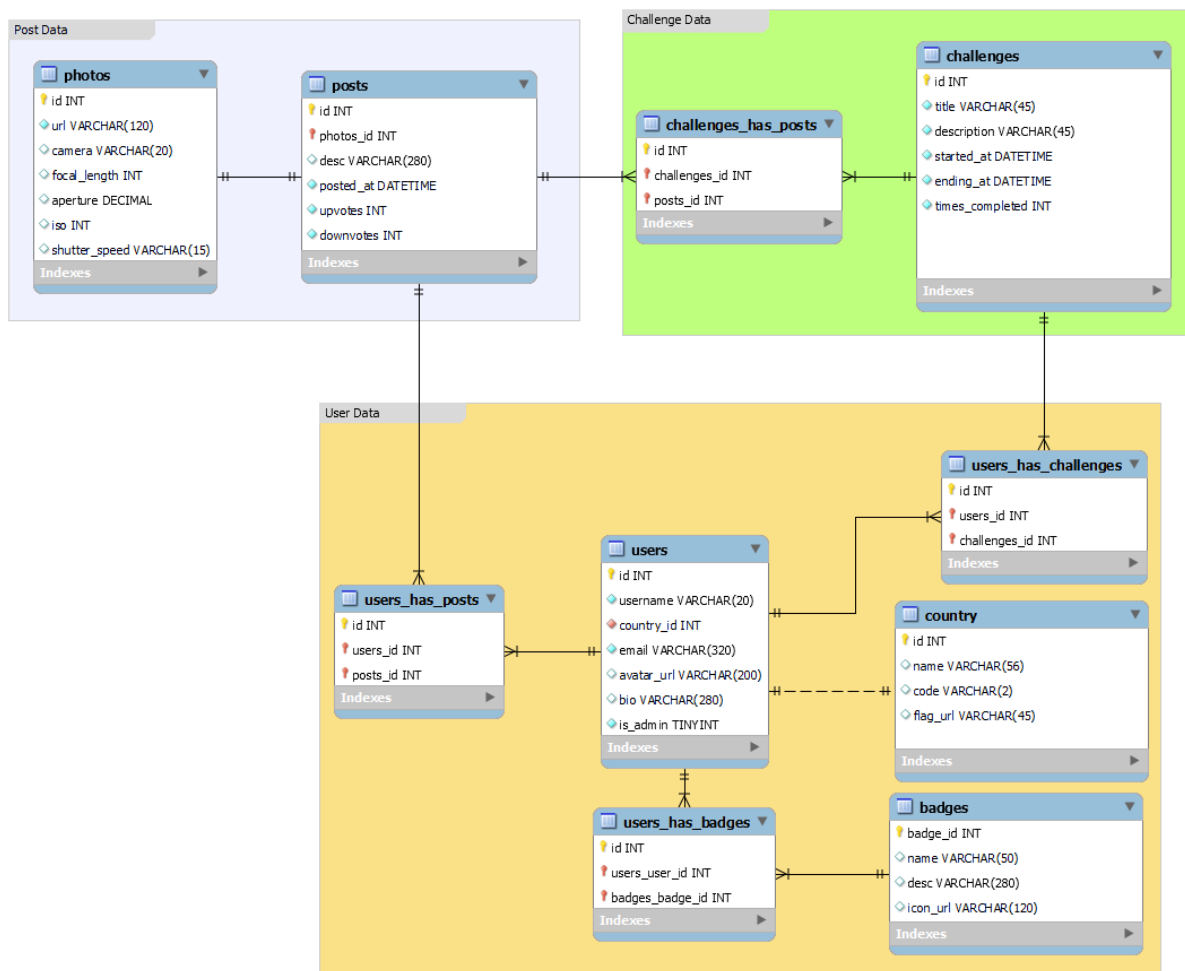 Post Data
photos
id INT
url VARCHAR(120)
camera VARCHAR(20)
focal_length INT
aperture DECIMAL
iso INT
shutter_speed VARCHAR(15)
Indexes
posts
id INT
photos_id INT
desc VARCHAR(280)
posted_at DATETIME
upvotes INT
downvotes INT
Indexes
Challenge Data
challenges_has_posts
id INT
challenges_id INT
posts_id INT
Indexes
challenges
id INT
title VARCHAR(45)
description VARCHAR(45)
started_at DATETIME
ending_at DATETIME
times_completed INT
Indexes
User Data
users_has_challenges
id INT
users_id INT
challenges_id INT
Indexes
users
id INT
username VARCHAR(20)
country_id INT
email VARCHAR(320)
avatar_url VARCHAR(200)
bio VARCHAR(280)
is_admin TINYINT
Indexes
users_has_posts
id INT
users_id INT
posts_id INT
Indexes
country
id INT
name VARCHAR(56)
code VARCHAR(2)
flag_url VARCHAR(45)
Indexes
users_has_badges
id INT
users_user_id INT
badges_badge_id INT
Indexes
badges
badge_id INT
name VARCHAR(50)
desc VARCHAR(280)
icon_url VARCHAR(120)
Indexes